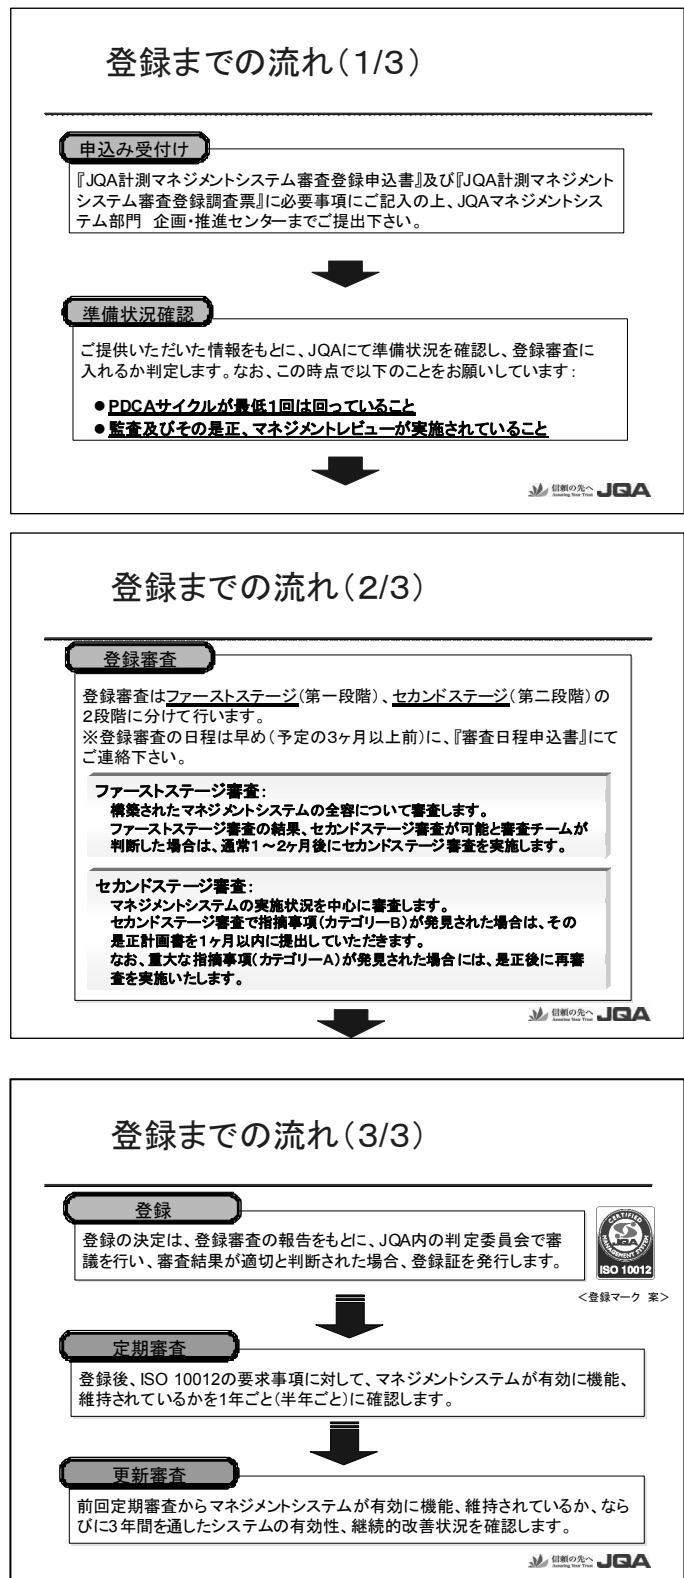 登録までの流れ(1/3)
申込み受付け
『JQA計測マネジメントシステム審査登録申込書』及び『JQA計測マネジメント
システム審査登録調査票』に必要事項にご記入の上、JQAマネジメントシス
テム部門 企画・推進センターまでご提出下さい。
準備状況確認
ご提供いただいた情報をもとに、JQAにて準備状況を確認し、登録審査に
入れるか判定します。なお、この時点で以下のことをお願いしています:
●PDCAサイクルが最低1回は回っていること
●監査及びその是正、マネジメントレビューが実施されていること
信頼の先へ JQA
Assuring Your Trust
登録までの流れ(2/3)
登録審査
登録審査はファーストステージ(第一段階)、セカンドステージ(第二段階)の
2段階に分けて行います。
※登録審査の日程は早め(予定の3ヶ月以上前)に、『審査日程申込書』にて
ご連絡下さい。
ファーストステージ審査:
構築されたマネジメントシステムの全容について審査します。
ファーストステージ審査の結果、セカンドステージ審査が可能と審査チームが
判断した場合は、通常1～2ヶ月後にセカンドステージ審査を実施します。
セカンドステージ審査:
マネジメントシステムの実施状況を中心に審査します。
セカンドステージ審査で指摘事項(カテゴリーB)が発見された場合は、その
是正計画書を1ヶ月以内に提出していただきます。
なお、重大な指摘事項(カテゴリーA)が発見された場合には、是正後に再審
査を実施いたします。
信頼の先へ JQA
Assuring Your Trust
登録までの流れ(3/3)
登録
登録の決定は、登録審査の報告をもとに、JQA内の判定委員会で審
議を行い、審査結果が適切と判断された場合、登録証を発行します。
CERTIFIED
JQA
MANAGEMENT SYSTEM
ISO 10012
<登録マーク 案>
定期審査
登録後、ISO 10012の要求事項に対して、マネジメントシステムが有効に機能、
維持されているかを1年ごと(半年ごと)に確認します。
更新審査
前回定期審査からマネジメントシステムが有効に機能、維持されているか、なら
びに3年間を通したシステムの有効性、継続的改善状況を確認します。
信頼の先へ JQA
Assuring Your Trust